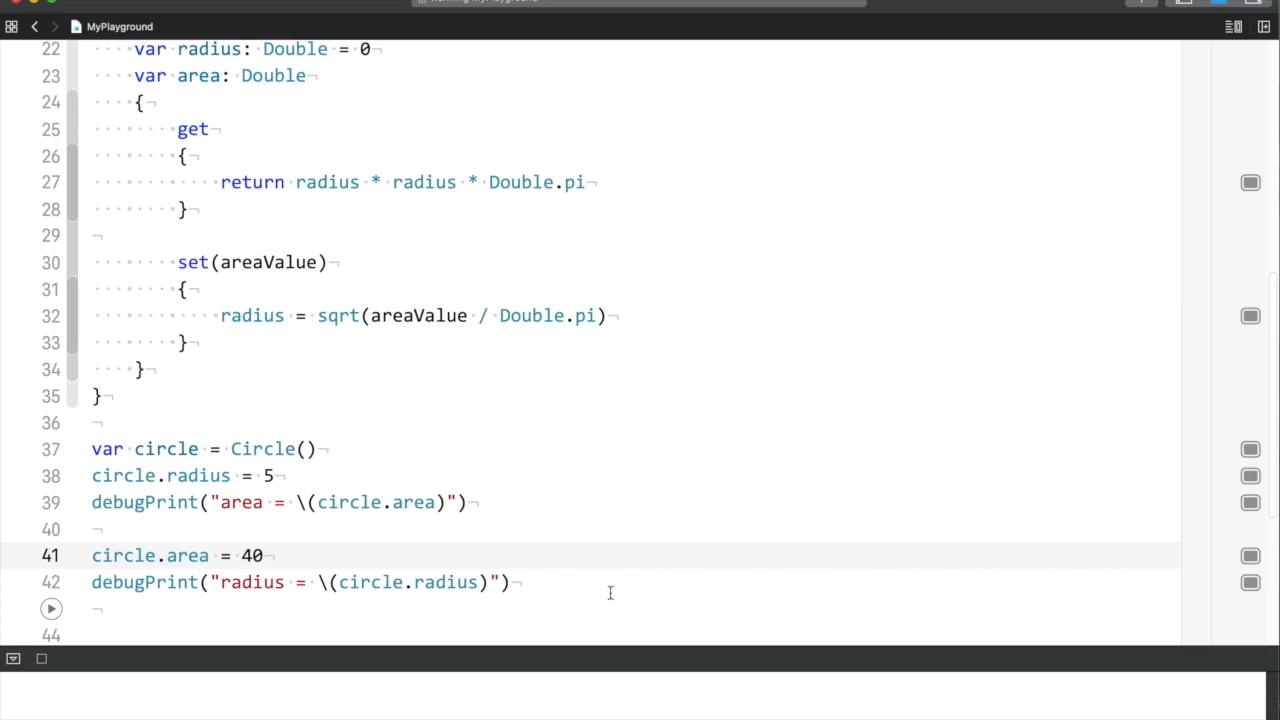 Running MyPlayground
MyPlayground
22 var radius: Double = 0
23 var area: Double
24 {
25 get
26 {
27 return radius * radius * Double.pi
28 }
29
30 set(areaValue)
31 {
32 radius = sqrt(areaValue / Double.pi)
33 }
34 }
35 }
36
37 var circle = Circle()
38 circle.radius = 5
39 debugPrint("area = \(circle.area)")
40
41 circle.area = 40
42 debugPrint("radius = \(circle.radius)")
44